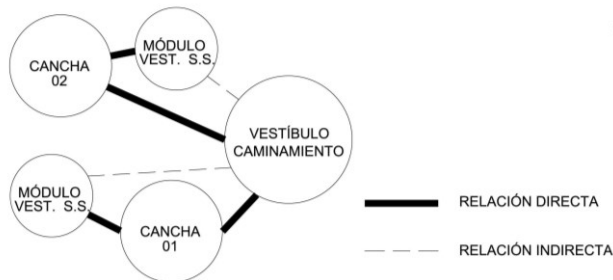 MÓDULO
VEST. S.S.
CANCHA
02
VESTÍBULO
CAMINAMIENTO
MÓDULO
VEST. S.S.
CANCHA
01
RELACIÓN DIRECTA
RELACIÓN INDIRECTA